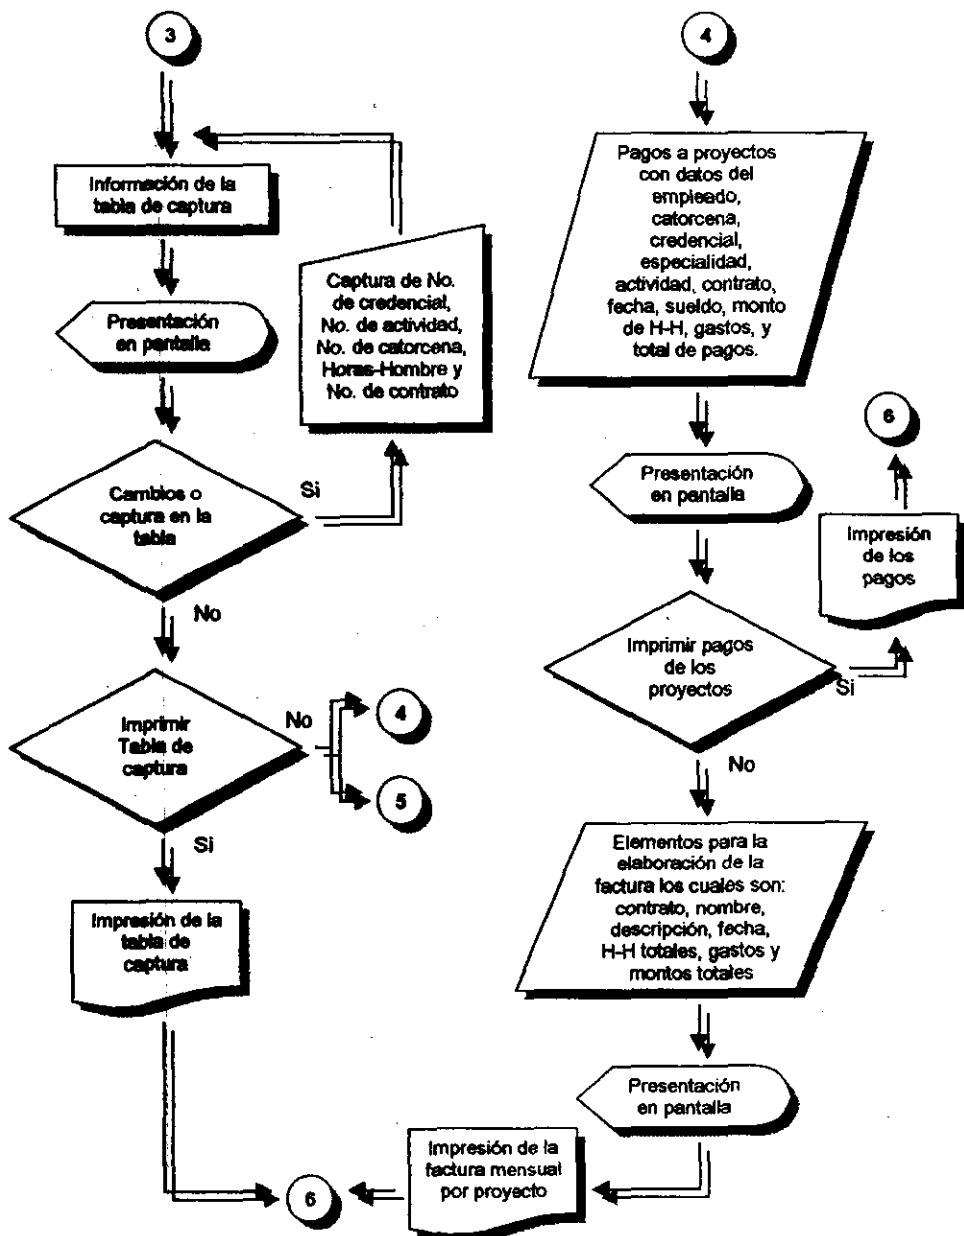 3
Información de la
tabla de captura
Presentación
en pantalla
Captura de No.
de credencial,
No. de actividad,
No. de catorcena,
Horas-Hombre y
No. de contrato
Cambios o
captura en la
tabla
Si
No
Imprimir
Tabla de
captura
No
4
5
Si
Impresión de la
tabla de
captura
6
4
Pagos a proyectos
con datos del
empleado,
catorcena,
credencial,
especialidad,
actividad, contrato,
fecha, sueldo, monto
de H-H, gastos, y
total de pagos.
Presentación
en pantalla
6
Impresión
de los
pagos
Imprimir pagos
de los
proyectos
Si
No
Elementos para la
elaboración de la
factura los cuales son:
contrato, nombre,
descripción, fecha,
H-H totales, gastos y
montos totales
Presentación
en pantalla
Impresión de la
factura mensual
por proyecto